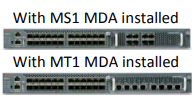 With MS1 MDA installed
With MT1 MDA installed